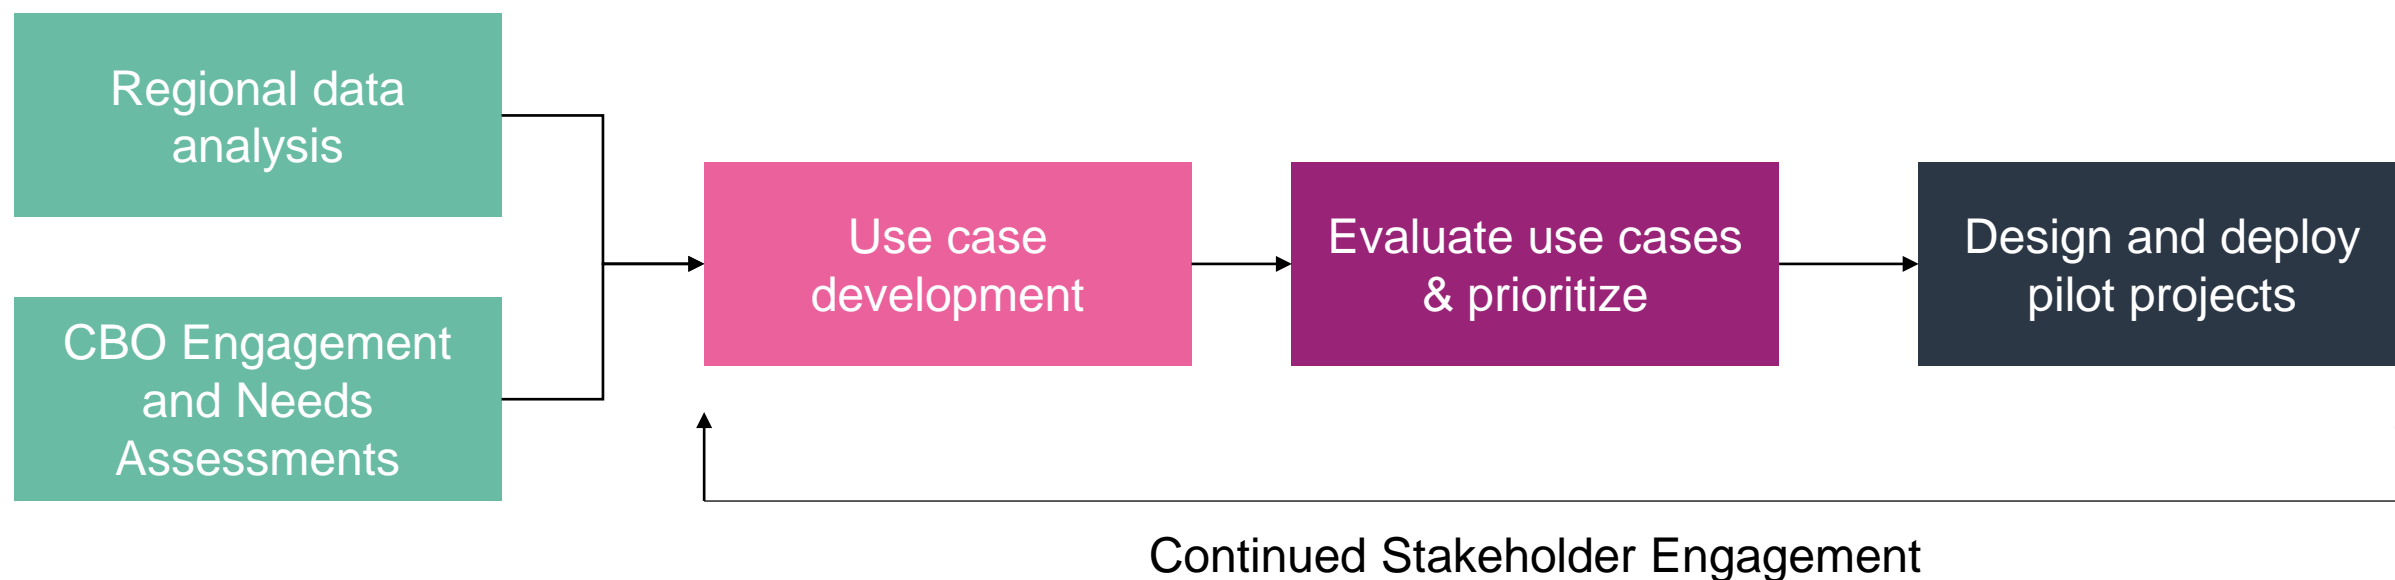 Regional data
analysis
CBO Engagement
and Needs
Assessments
Use case
development
Evaluate use cases
& prioritize
Design and deploy
pilot projects
Continued Stakeholder Engagement